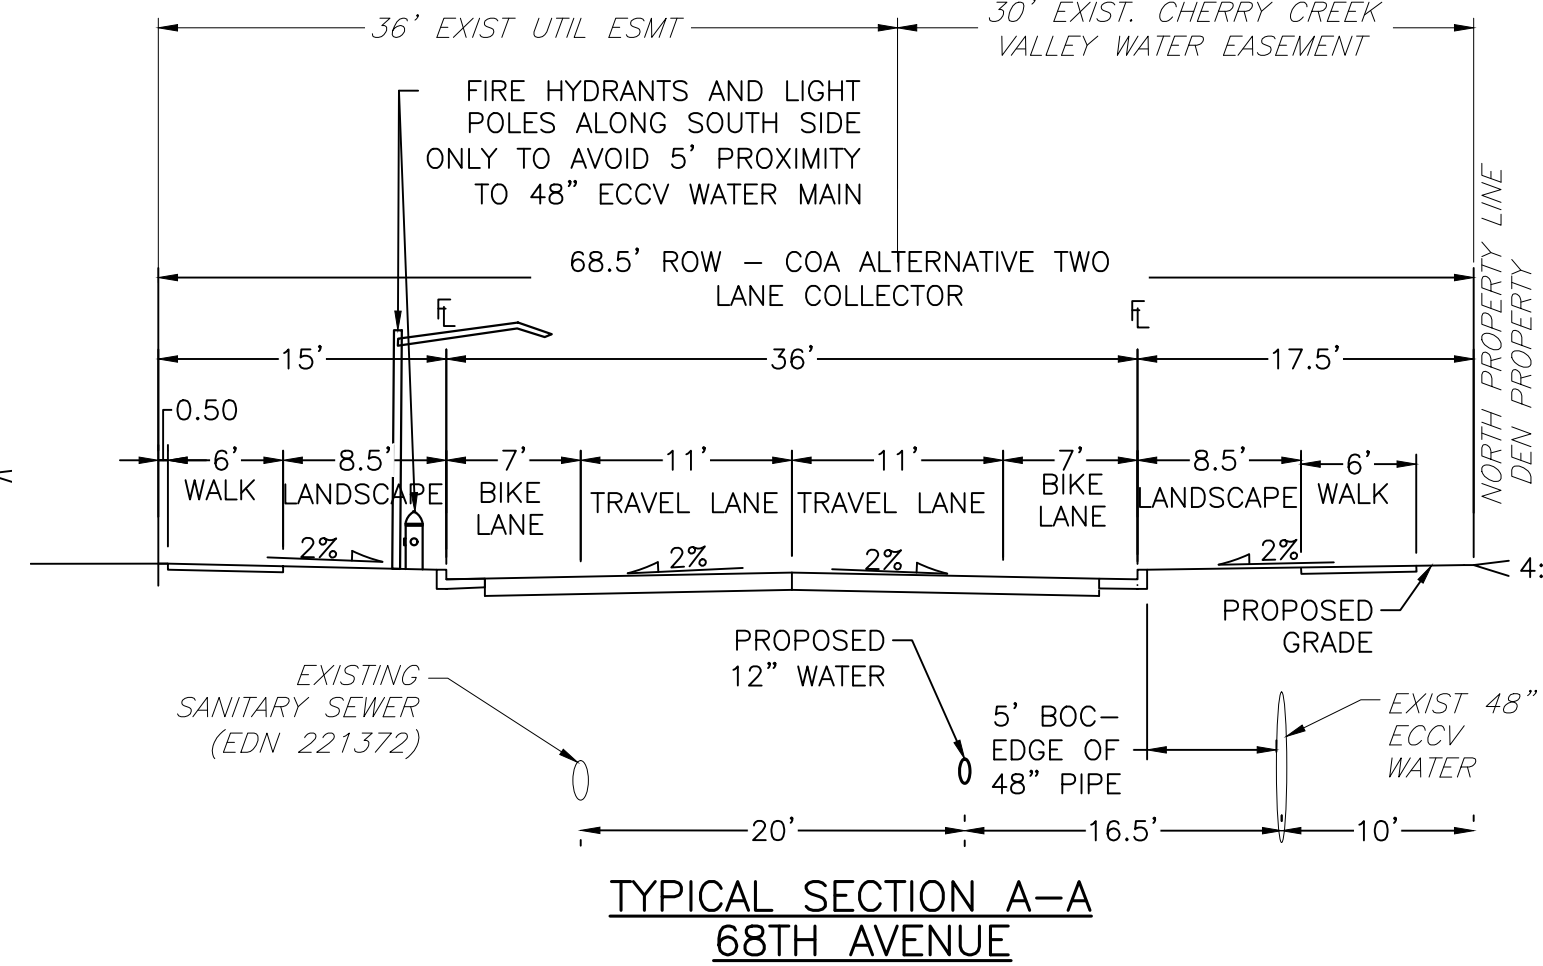 36' EXIST UTIL ESMT
30' EXIST. CHERRY CREEK
VALLEY WATER EASEMENT
FIRE HYDRANTS AND LIGHT
POLES ALONG SOUTH SIDE
ONLY TO AVOID 5' PROXIMITY
TO 48" ECCV WATER MAIN
68.5' ROW – COA ALTERNATIVE TWO
LANE COLLECTOR
NORTH PROPERTY LINE
DEN PROPERTY
FL
FL
15'
36'
17.5'
0.50
6'
8.5'
7'
11'
11'
7'
8.5'
6'
WALK
LANDSCAPE
BIKE
LANE
TRAVEL LANE
TRAVEL LANE
BIKE
LANE
LANDSCAPE
WALK
2%
2%
2%
2%
4:
PROPOSED
GRADE
PROPOSED
12" WATER
EXISTING
SANITARY SEWER
(EDN 221372)
5' BOC–
EDGE OF
48" PIPE
EXIST 48"
ECCV
WATER
20'
16.5'
10'
TYPICAL SECTION A–A
68TH AVENUE